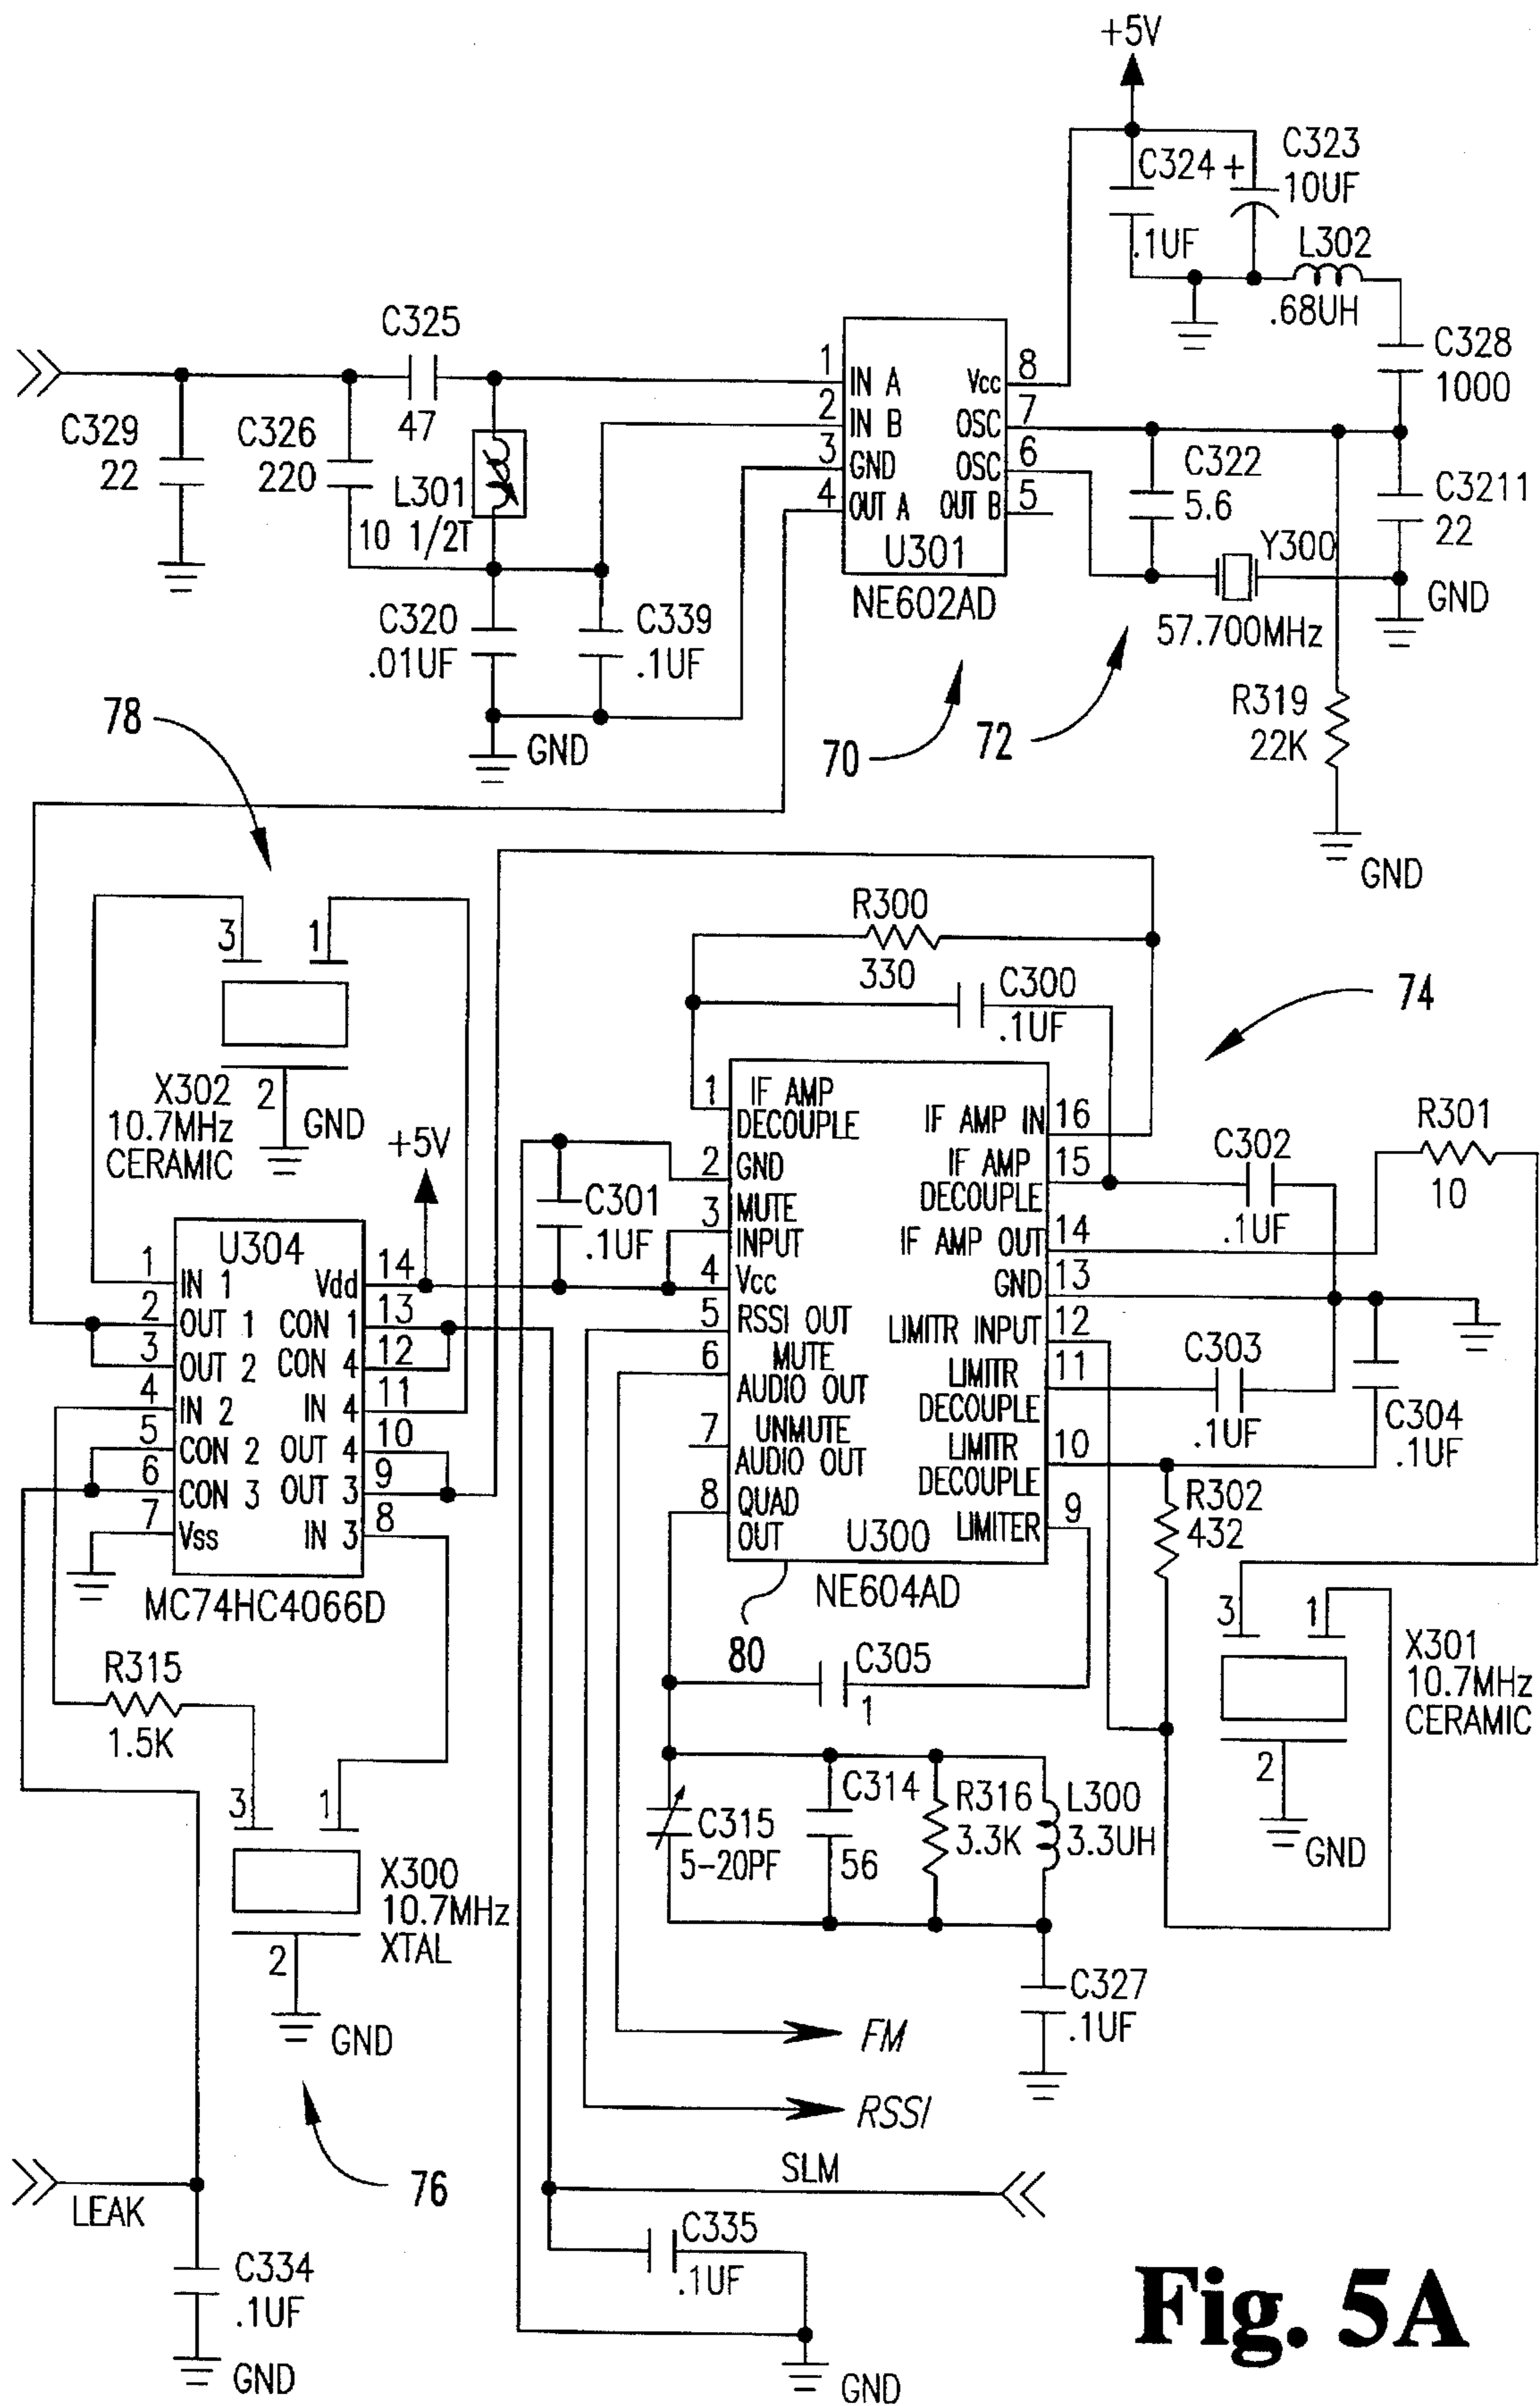 +5V
C324
+
C323
10UF
.1UF
L302
.68UH
C328
1000
C325
47
C329
22
C326
220
L301
10 1/2T
1
2
3
4
IN A
IN B
GND
OUT A
Vcc
OSC
OSC
OUT B
8
7
6
5
U301
NE602AD
C322
5.6
C3211
22
Y300
57.700MHz
GND
C320
.01UF
C339
.1UF
GND
R319
22K
GND
70
72
78
3
1
2
X302
10.7MHz
CERAMIC
GND
+5V
R300
330
C300
.1UF
74
1
IF AMP
DECOUPLE
2
GND
3
MUTE
INPUT
4
Vcc
5
RSSI OUT
6
MUTE
AUDIO OUT
7
UNMUTE
AUDIO OUT
8
QUAD
OUT
IF AMP IN
16
IF AMP
DECOUPLE
15
IF AMP OUT
14
GND
13
LIMITR INPUT
12
LIMITR
DECOUPLE
11
LIMITR
DECOUPLE
10
LIMITER
9
U300
NE604AD
80
C301
.1UF
C302
.1UF
R301
10
C303
.1UF
C304
.1UF
R302
432
U304
1
IN 1
2
OUT 1
3
OUT 2
4
IN 2
5
CON 2
6
CON 3
7
Vss
Vdd
14
CON 1
13
CON 4
12
IN 4
11
OUT 4
10
OUT 3
9
IN 3
8
MC74HC4066D
R315
1.5K
3
1
2
X300
10.7MHz
XTAL
GND
76
C305
1
3
1
2
X301
10.7MHz
CERAMIC
GND
C315
5-20PF
C314
56
R316
3.3K
L300
3.3UH
C327
.1UF
FM
RSSI
SLM
LEAK
C334
.1UF
GND
C335
.1UF
GND
Fig. 5A